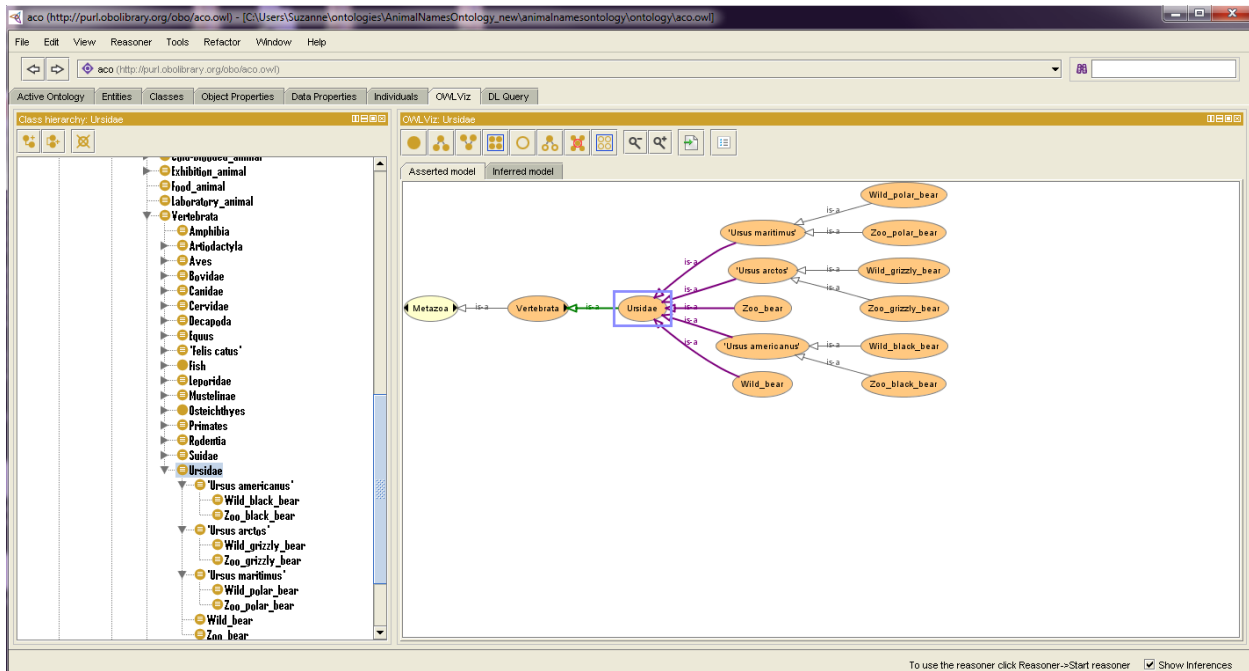 aco (http://purl.obolibrary.org/obo/aco.owl) - [C:\Users\Suzanne\ontologies\AnimalNamesOntology_new\animalnamesontology\ontology\aco.owl]
File Edit View Reasoner Tools Refactor Window Help
aco (http://purl.obolibrary.org/obo/aco.owl)
Active Ontology Entities Classes Object Properties Data Properties Individuals OWLViz DL Query
Class hierarchy: Ursidae
OWLViz: Ursidae
Asserted model Inferred model
Cold-blooded_animal
Exhibition_animal
Food_animal
Laboratory_animal
Vertebrata
Amphibia
Artiodactyla
Aves
Bovidae
Canidae
Cervidae
Decapoda
Equus
'Felis catus'
Fish
Leporidae
Mustelinae
Osteichthyes
Primates
Rodentia
Suidae
Ursidae
'Ursus americanus'
Wild_black_bear
Zoo_black_bear
'Ursus arctos'
Wild_grizzly_bear
Zoo_grizzly_bear
'Ursus maritimus'
Wild_polar_bear
Zoo_polar_bear
Wild_bear
Zoo_bear
Wild_polar_bear
is-a
'Ursus maritimus' is-a Zoo_polar_bear
is-a
'Ursus arctos' is-a Wild_grizzly_bear
is-a
is-a
Metazoa is-a Vertebrata is-a Ursidae is-a Zoo_bear Zoo_grizzly_bear
is-a
'Ursus americanus' is-a Wild_black_bear
is-a
is-a
Wild_bear Zoo_black_bear
To use the reasoner click Reasoner->Start reasoner Show Inferences